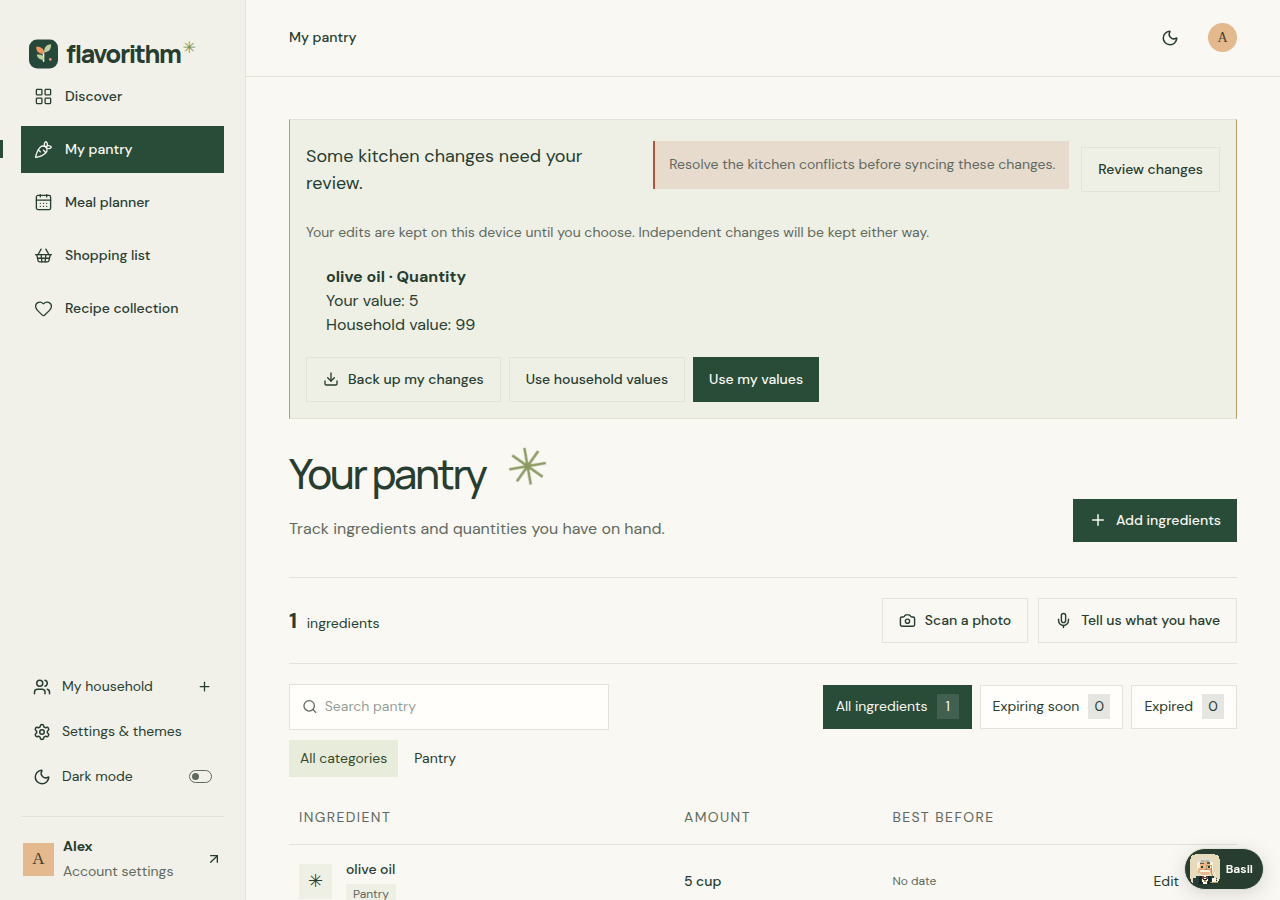 flavorithm
Discover
My pantry
Meal planner
Shopping list
Recipe collection
My household
Settings & themes
Dark mode
A
Alex
Account settings
My pantry
A
Some kitchen changes need your
review.
Resolve the kitchen conflicts before syncing these changes.
Review changes
Your edits are kept on this device until you choose. Independent changes will be kept either way.
olive oil · Quantity
Your value: 5
Household value: 99
Back up my changes
Use household values
Use my values
Your pantry
Track ingredients and quantities you have on hand.
Add ingredients
1 ingredients
Scan a photo
Tell us what you have
Search pantry
All ingredients 1
Expiring soon 0
Expired 0
All categories
Pantry
INGREDIENT
AMOUNT
BEST BEFORE
olive oil
Pantry
5 cup
No date
Edit
Basil